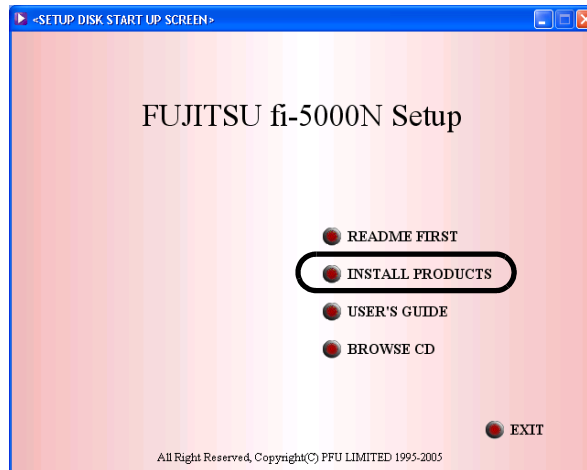 <SETUP DISK START UP SCREEN>
FUJITSU fi-5000N Setup
README FIRST
INSTALL PRODUCTS
USER'S GUIDE
BROWSE CD
EXIT
All Right Reserved, Copyright(C) PFU LIMITED 1995-2005